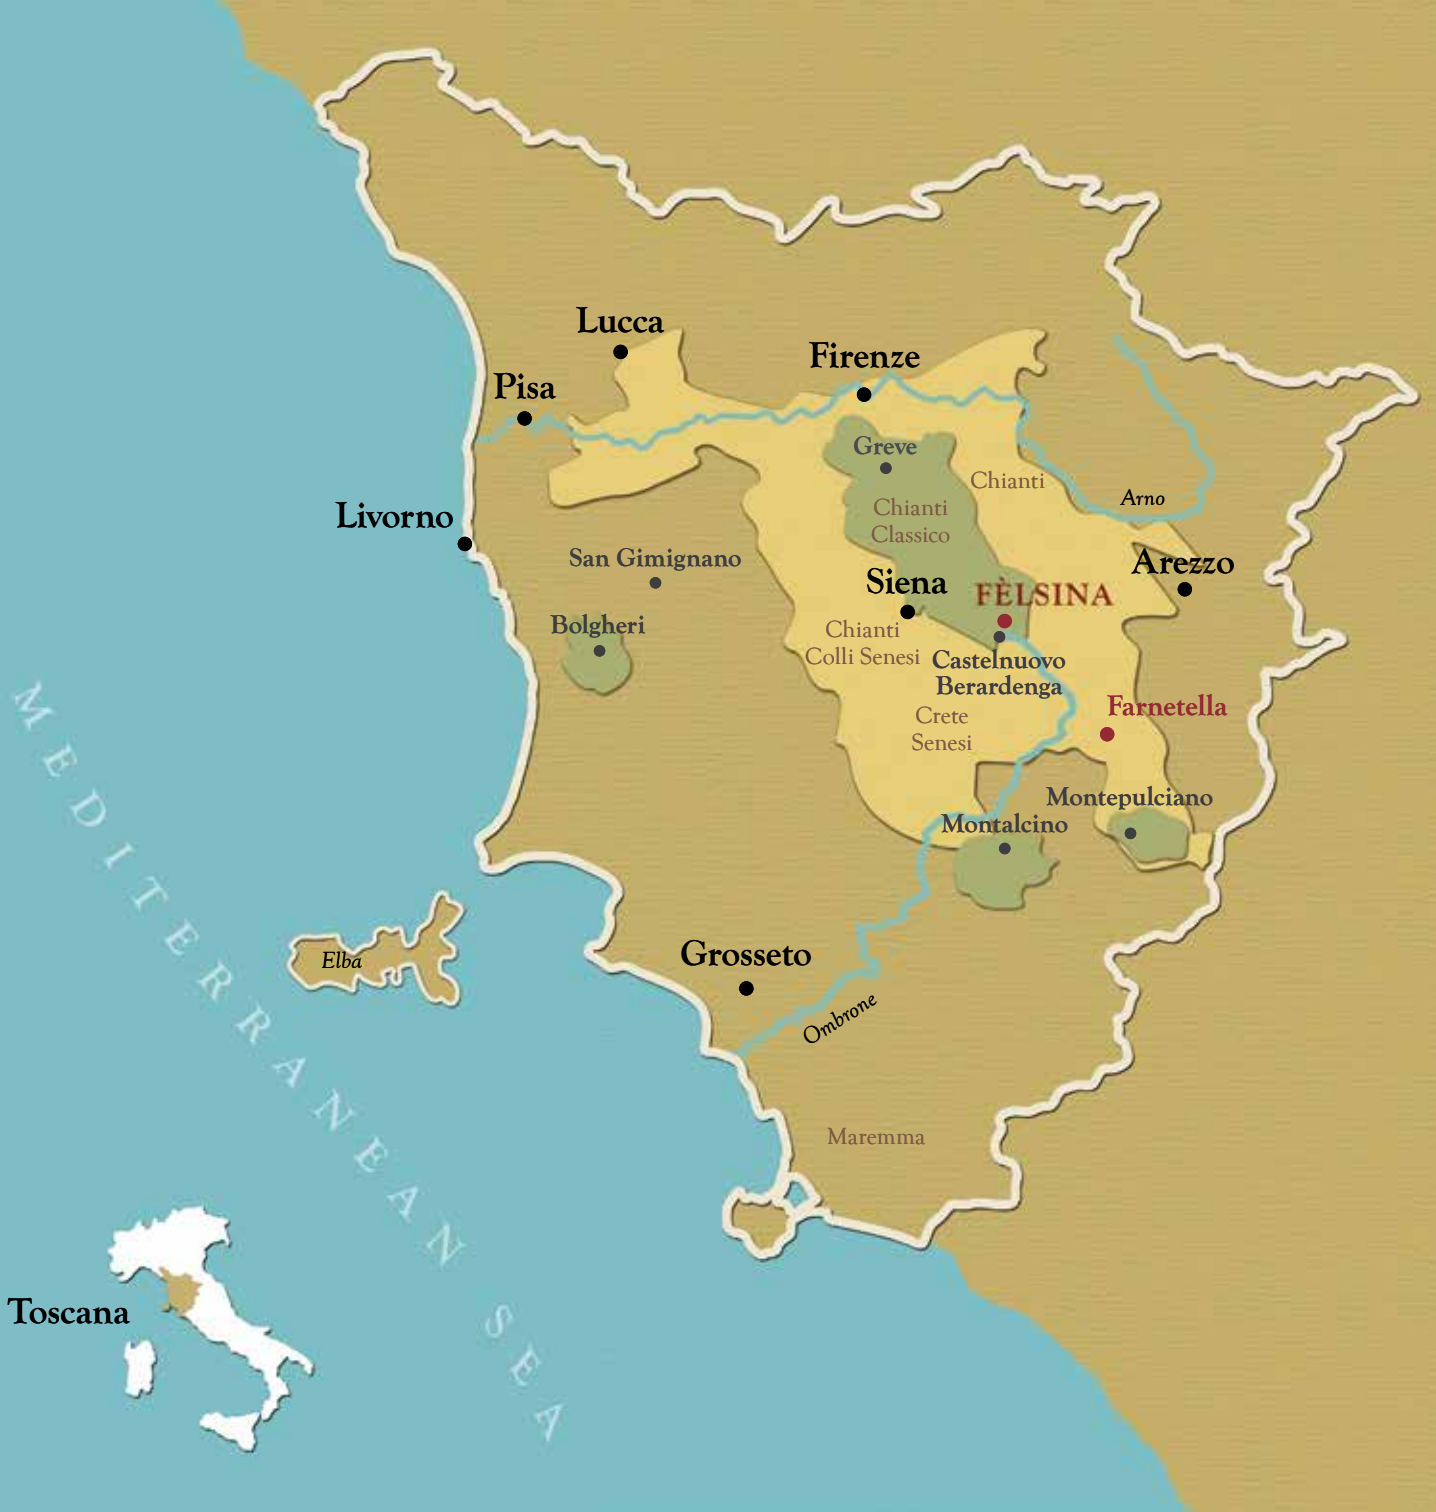 Lucca
Firenze
Pisa
Greve
Chianti
Arno
Chianti
Classico
Livorno
San Gimignano
Arezzo
Siena
FÈLSINA
Bolgheri
Chianti
Colli Senesi
Castelnuovo
Berardenga
Crete
Senesi
Farnetella
Montepulciano
Montalcino
Grosseto
Elba
Ombrone
Maremma
MEDITERRANEAN SEA
Toscana